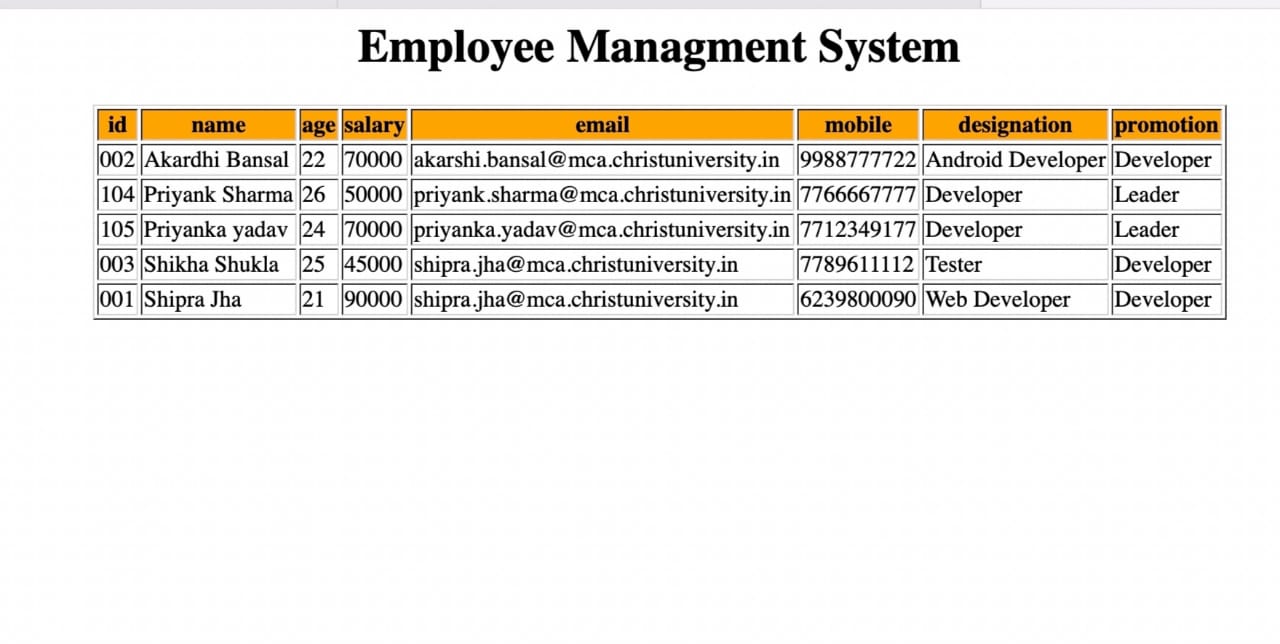 Employee Managment System
id name age salary email mobile designation promotion
002 Akardhi Bansal 22 70000 akarshi.bansal@mca.christuniversity.in 9988777722 Android Developer Developer
104 Priyank Sharma 26 50000 priyank.sharma@mca.christuniversity.in 7766667777 Developer Leader
105 Priyanka yadav 24 70000 priyanka.yadav@mca.christuniversity.in 7712349177 Developer Leader
003 Shikha Shukla 25 45000 shipra.jha@mca.christuniversity.in 7789611112 Tester Developer
001 Shipra Jha 21 90000 shipra.jha@mca.christuniversity.in 6239800090 Web Developer Developer